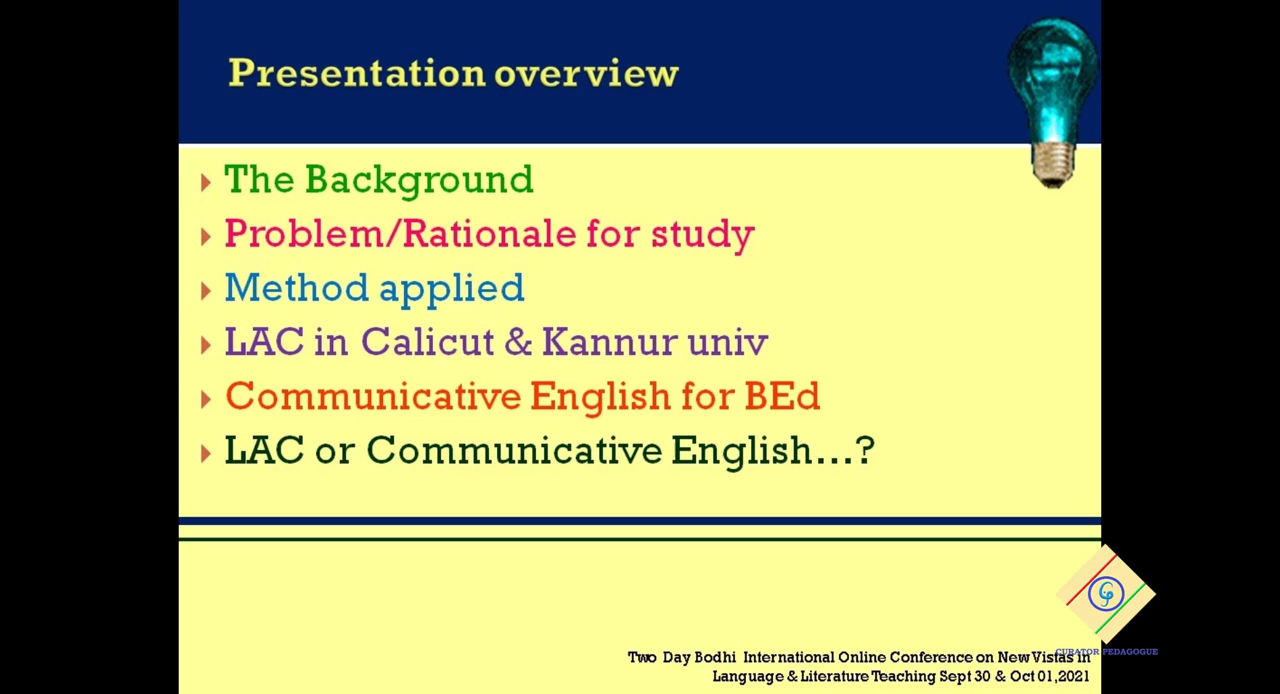 Presentation overview
The Background
Problem/Rationale for study
Method applied
LAC in Calicut & Kannur univ
Communicative English for BEd
LAC or Communicative English...?
Two Day Bodhi International Online Conference on New Vistas in
Language & Literature Teaching Sept 30 & Oct 01,2021
CURATOR PEDAGOGUE